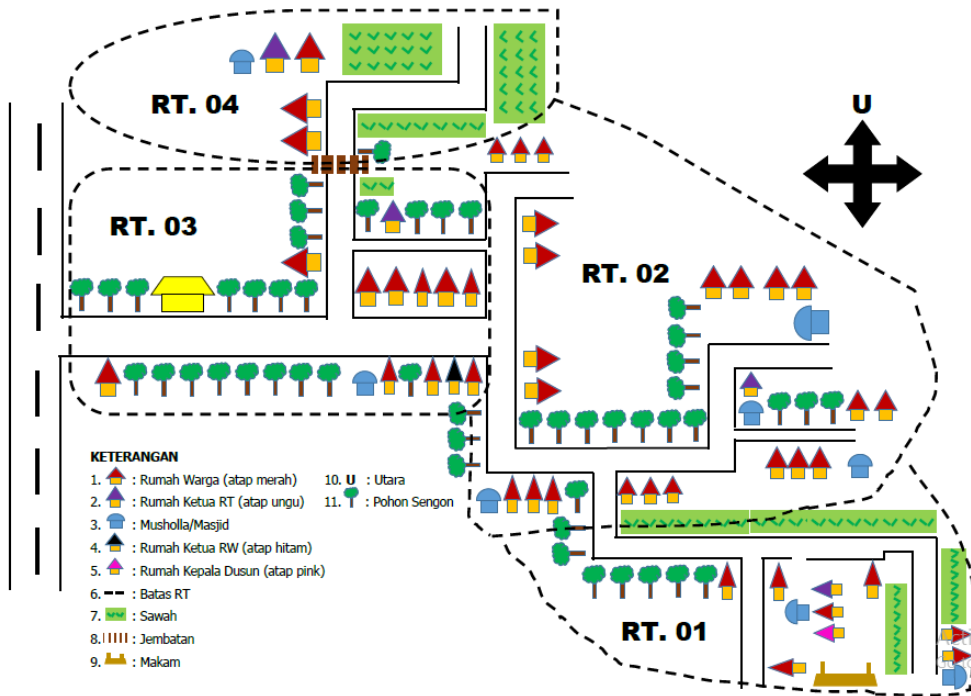 RT. 04
U
RT. 03
RT. 02
KETERANGAN
1. : Rumah Warga (atap merah)
2. : Rumah Ketua RT (atap ungu)
3. : Musholla/Masjid
4. : Rumah Ketua RW (atap hitam)
5. : Rumah Kepala Dusun (atap pink)
6. : Batas RT
7. : Sawah
8. : Jembatan
9. : Makam
10. U : Utara
11. : Pohon Sengon
RT. 01